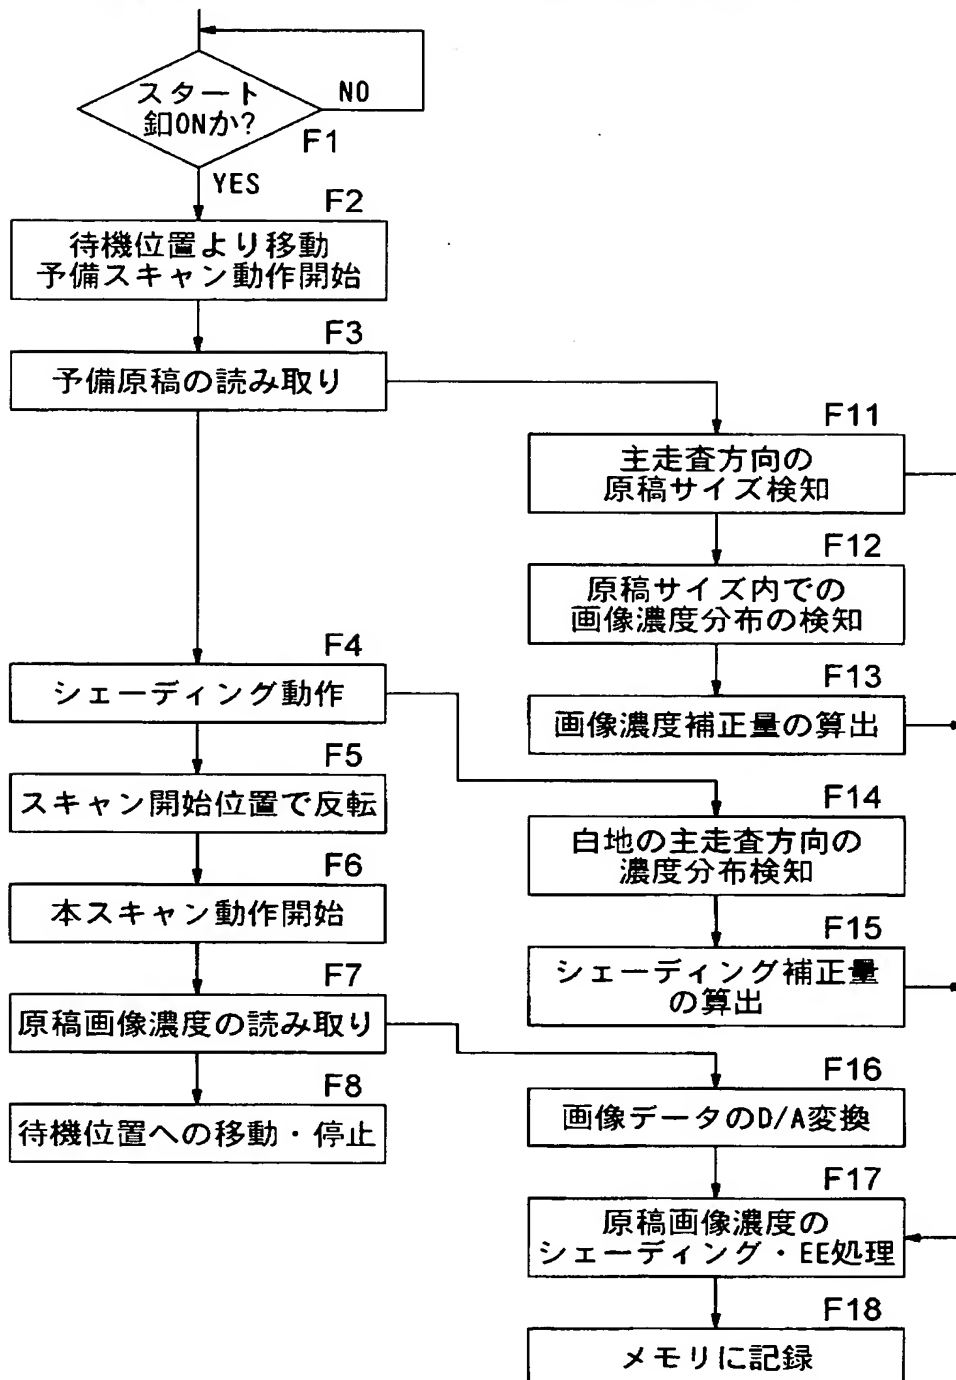 スタート
釦ONか?
NO
F1
YES
F2
待機位置より移動
予備スキャン動作開始
F3
予備原稿の読み取り
F4
シェーディング動作
F5
スキャン開始位置で反転
F6
本スキャン動作開始
F7
原稿画像濃度の読み取り
F8
待機位置への移動・停止
F11
主走査方向の
原稿サイズ検知
F12
原稿サイズ内での
画像濃度分布の検知
F13
画像濃度補正量の算出
F14
白地の主走査方向の
濃度分布検知
F15
シェーディング補正量
の算出
F16
画像データのD/A変換
F17
原稿画像濃度の
シェーディング・EE処理
F18
メモリに記録